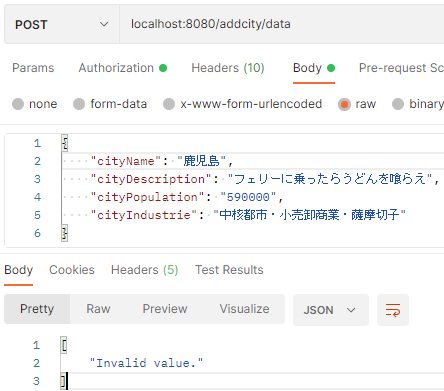 POST localhost:8080/addcity/data
Params Authorization Headers (10) Body Pre-request Sc
none form-data x-www-form-urlencoded raw binary
1 {
2 "cityName": "鹿児島",
3 "cityDescription": "フェリーに乗ったらうどんを喰らえ",
4 "cityPopulation": "590000",
5 "cityIndustrie": "中核都市・小売卸商業・薩摩切子"
6 }
Body Cookies Headers (5) Test Results
Pretty Raw Preview Visualize JSON
1 [
2 "Invalid value."
3 ]